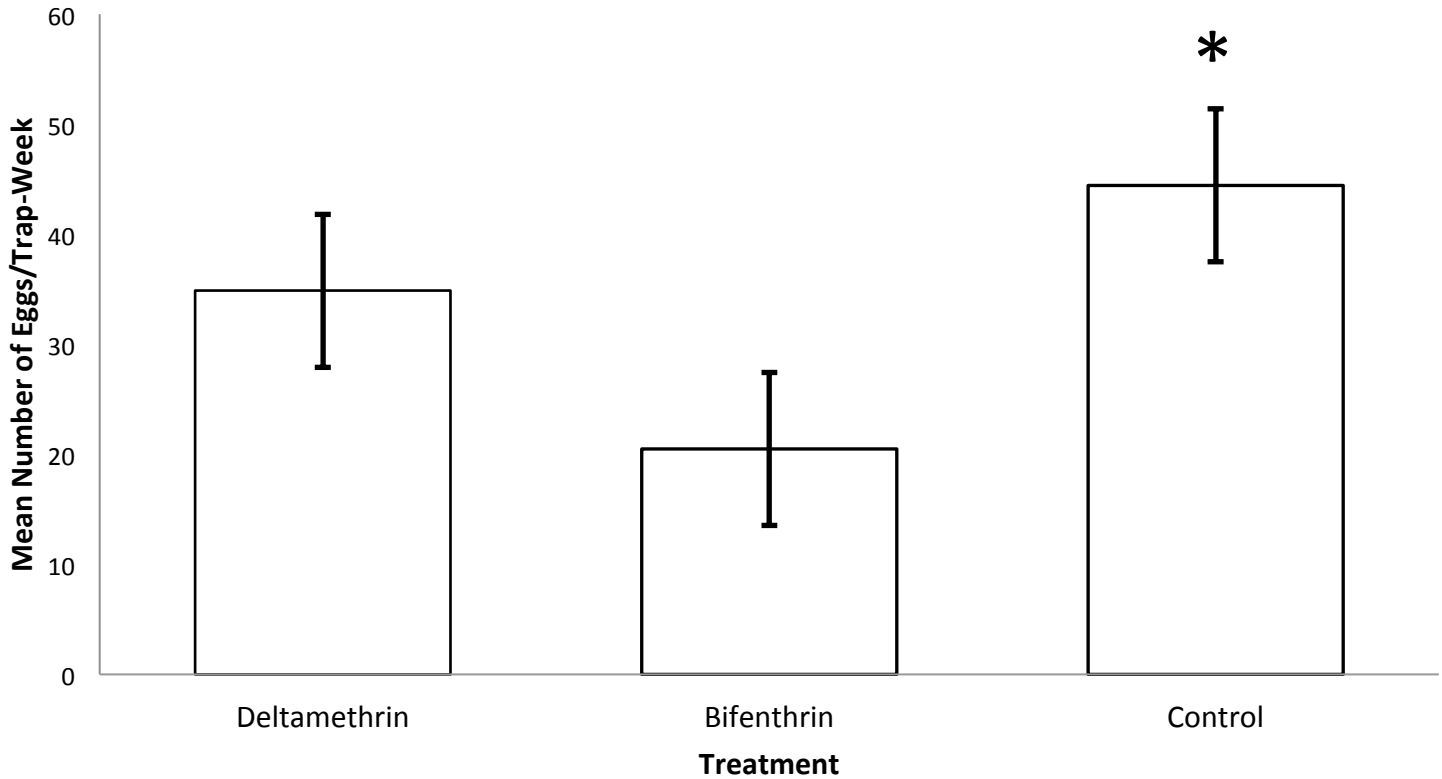 60
*
50
40
30
20
10
0
Mean Number of Eggs/Trap-Week
Deltamethrin
Bifenthrin
Control
Treatment